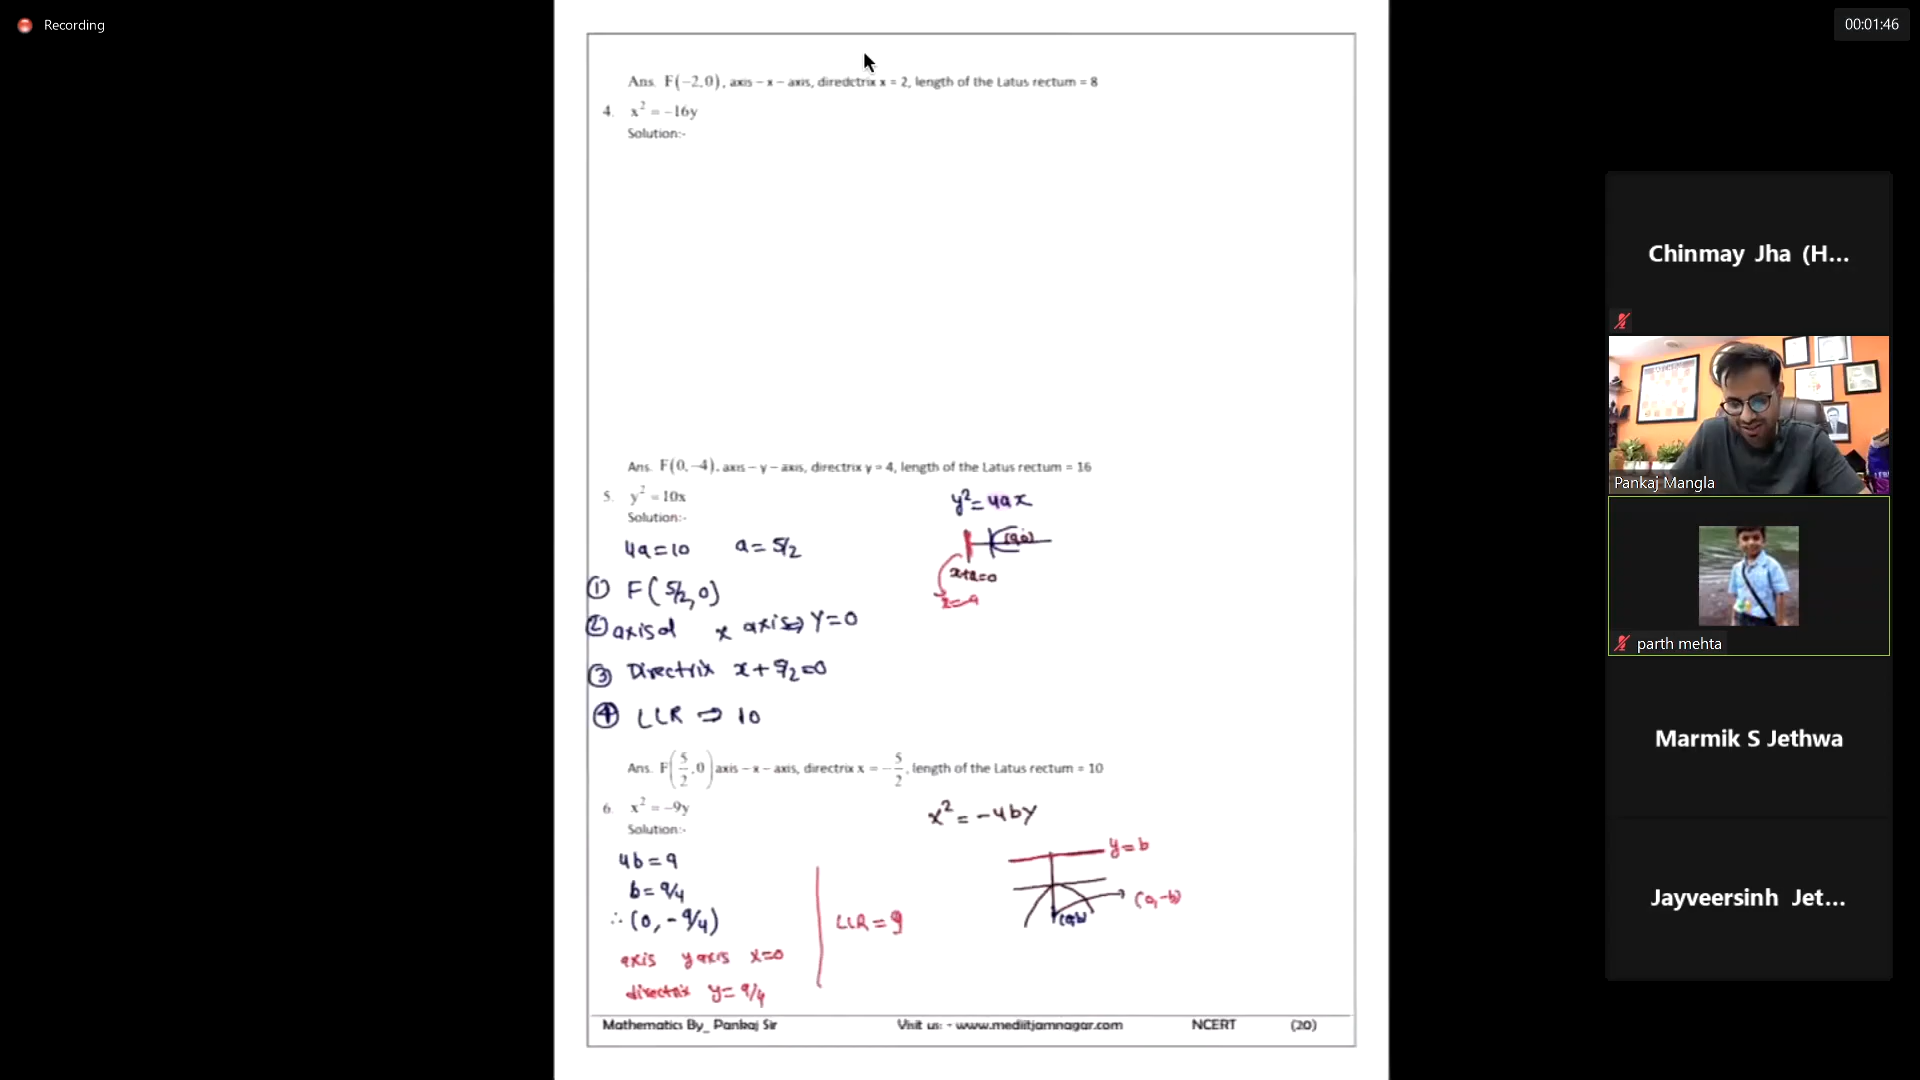 Recording
00:01:46
Ans. F(−2,0), axis − x − axis, diredctrix x = 2, length of the Latus rectum = 8
4. x² = −16y
Solution:-
Ans. F(0,−4), axis − y − axis, directrix y = 4, length of the Latus rectum = 16
5. y² = 10x
Solution:-
y² = 4ax
4a=10 a= 5/2
(a,0)
x+a=0
x=-a
① F(5/2, 0)
② axis of x axis⇒ y=0
③ Directrix x+5/2=0
④ LLR ⇒ 10
Ans. F(5/2, 0) axis − x − axis, directrix x = −5/2, length of the Latus rectum = 10
6. x² = −9y
Solution:-
x² = -4by
4b=9
b= 9/4
∴ (0, -9/4)
axis y axis x=0
directrix y= 9/4
LLR = 9
y=b
(0,-b)
Mathematics By_ Pankaj Sir Visit us: - www.mediitjamnagar.com NCERT (20)
Chinmay Jha (H...
Pankaj Mangla
parth mehta
Marmik S Jethwa
Jayveersinh Jet...